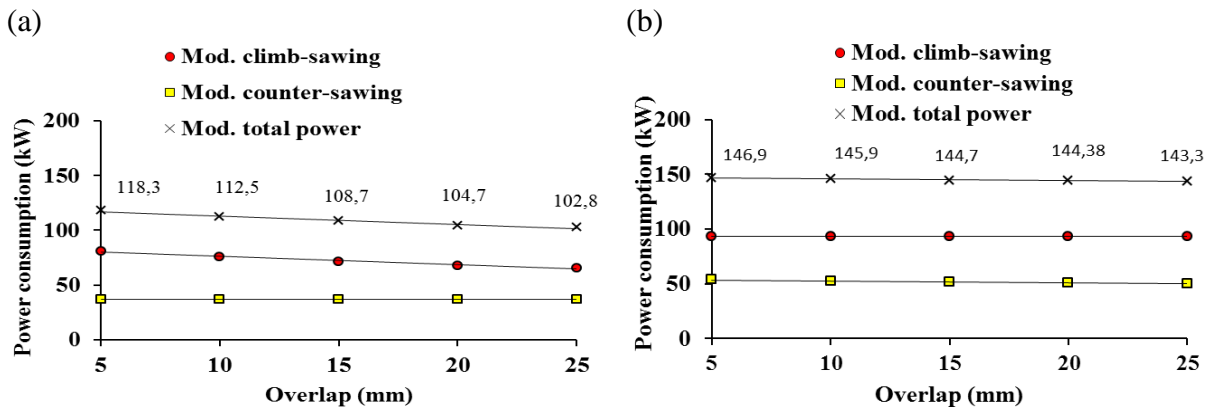 (a)
Mod. climb-sawing
Mod. counter-sawing
Mod. total power
Power consumption (kW)
200
150
100
50
0
118,3 112,5 108,7 104,7 102,8
5 10 15 20 25
Overlap (mm)
(b)
Mod. climb-sawing
Mod. counter-sawing
Mod. total power
Power consumption (kW)
200
150
100
50
0
146,9 145,9 144,7 144,38 143,3
5 10 15 20 25
Overlap (mm)